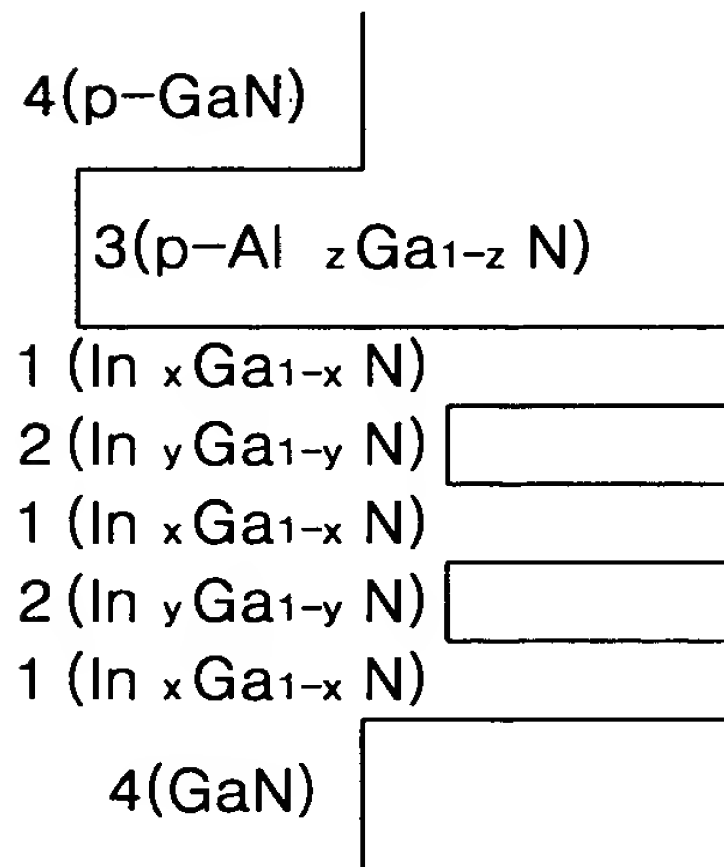 4(p-GaN)
3(p-Al zGa1-z N)
1 (In xGa1-x N)
2 (In yGa1-y N)
1 (In xGa1-x N)
2 (In yGa1-y N)
1 (In xGa1-x N)
4(GaN)